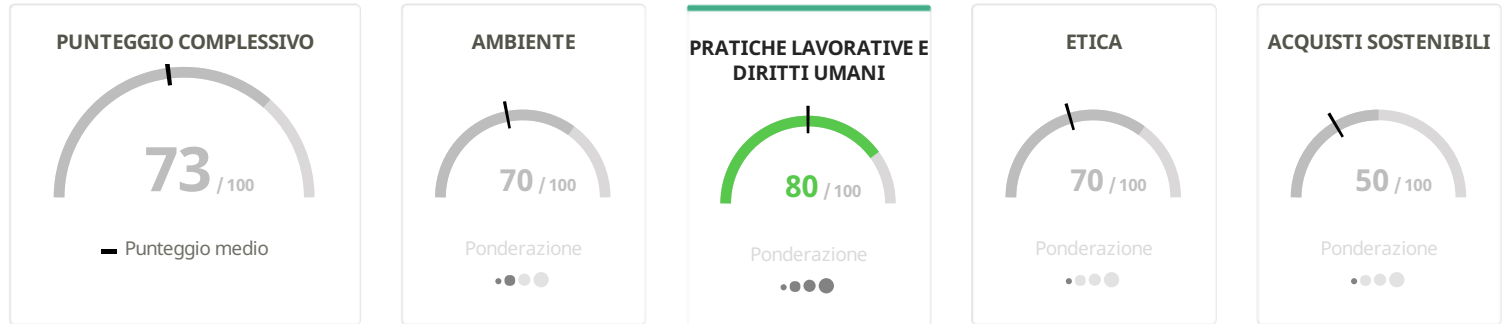 PUNTEGGIO COMPLESSIVO
73 / 100
Punteggio medio
AMBIENTE
70 / 100
Ponderazione
PRATICHE LAVORATIVE E
DIRITTI UMANI
80 / 100
Ponderazione
ETICA
70 / 100
Ponderazione
ACQUISTI SOSTENIBILI
50 / 100
Ponderazione